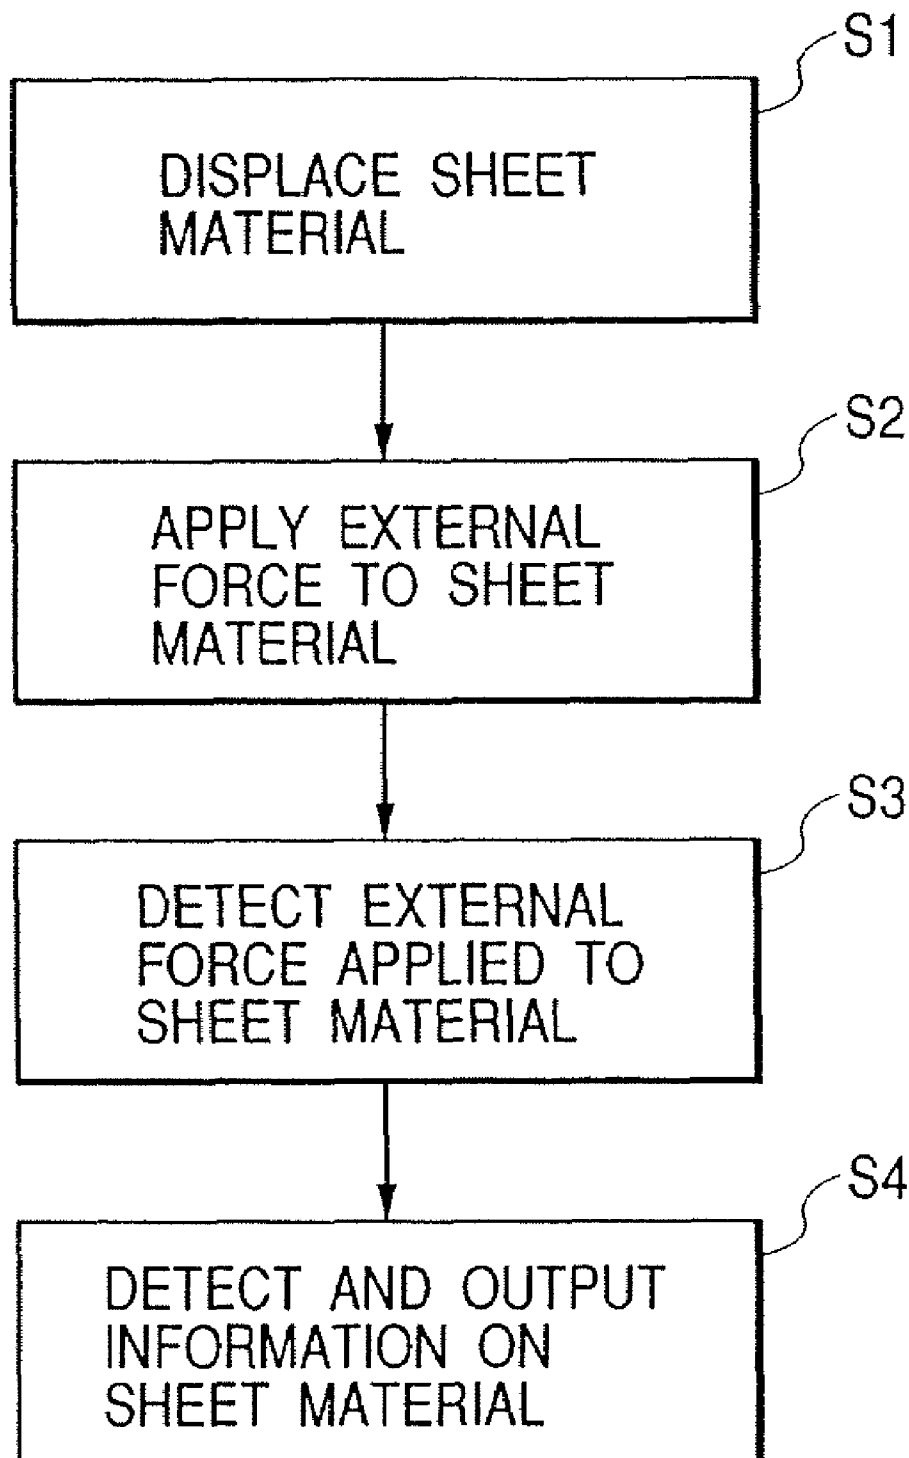 S1
DISPLACE SHEET
MATERIAL
S2
APPLY EXTERNAL
FORCE TO SHEET
MATERIAL
S3
DETECT EXTERNAL
FORCE APPLIED TO
SHEET MATERIAL
S4
DETECT AND OUTPUT
INFORMATION ON
SHEET MATERIAL